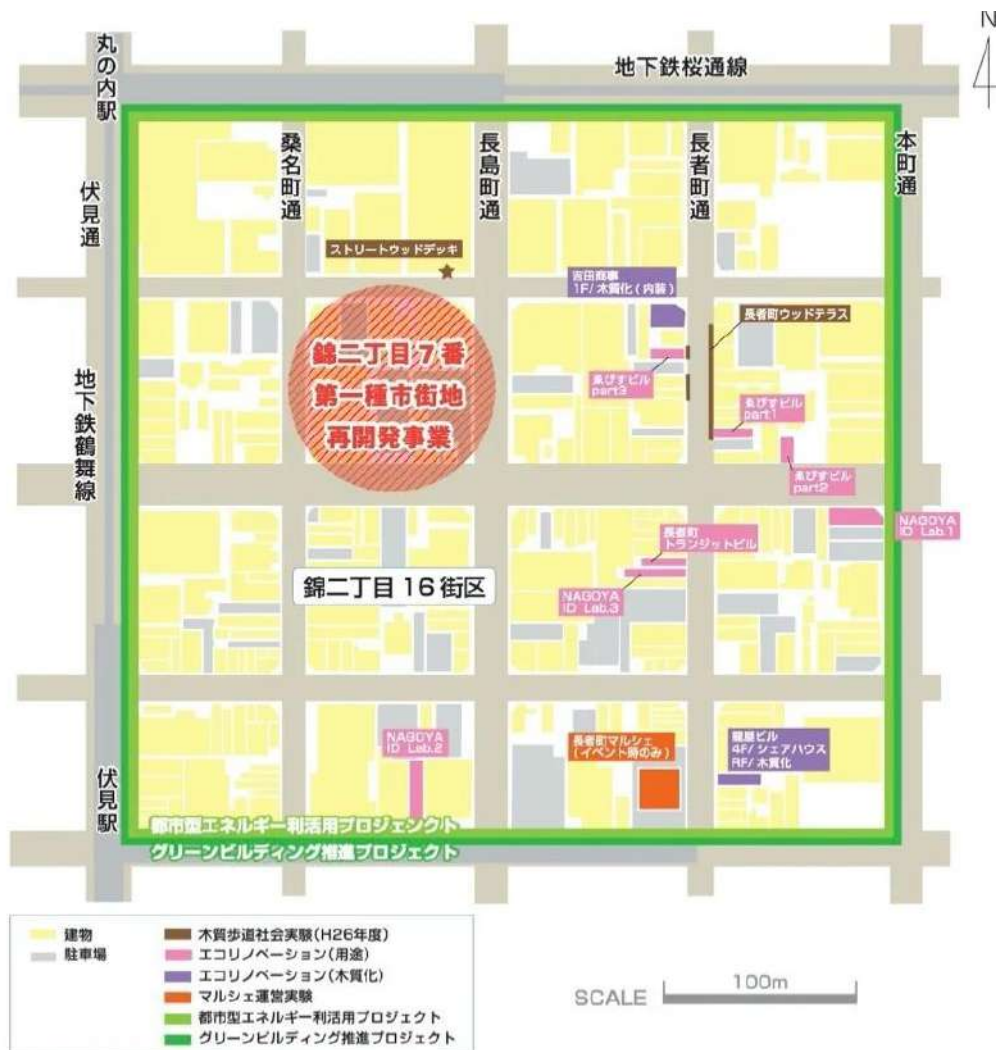 N
丸の内駅
地下鉄桜通線
伏見通
桑名町通
長島町通
長者町通
本町通
ストリートウッドデッキ
吉田商事
1F/木質化(内装)
長者町ウッドテラス
錦二丁目7番
第一種市街地
再開発事業
ゑびすビル
part3
ゑびすビル
part1
ゑびすビル
part2
地下鉄鶴舞線
NAGOYA
ID Lab.1
長者町
トランジットビル
錦二丁目16街区
NAGOYA
ID Lab.3
NAGOYA
ID Lab.2
長者町マルシェ
(イベント時のみ)
龍屋ビル
4F/シェアハウス
RF/木質化
伏見駅
都市型エネルギー利活用プロジェンクト
グリーンビルディング推進プロジェクト
建物
駐車場
木質歩道社会実験(H26年度)
エコリノベーション(用途)
エコリノベーション(木質化)
マルシェ運営実験
都市型エネルギー利活用プロジェクト
グリーンビルディング推進プロジェクト
SCALE
100m